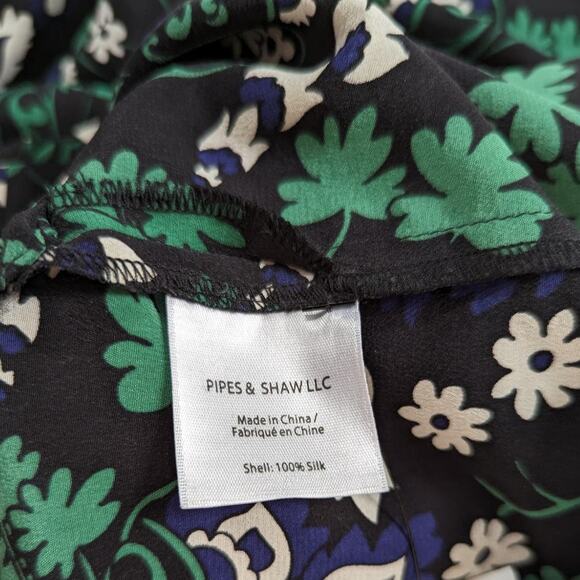 PIPES & SHAW LLC
Made in China /
Fabriqué en Chine
Shell: 100% Silk